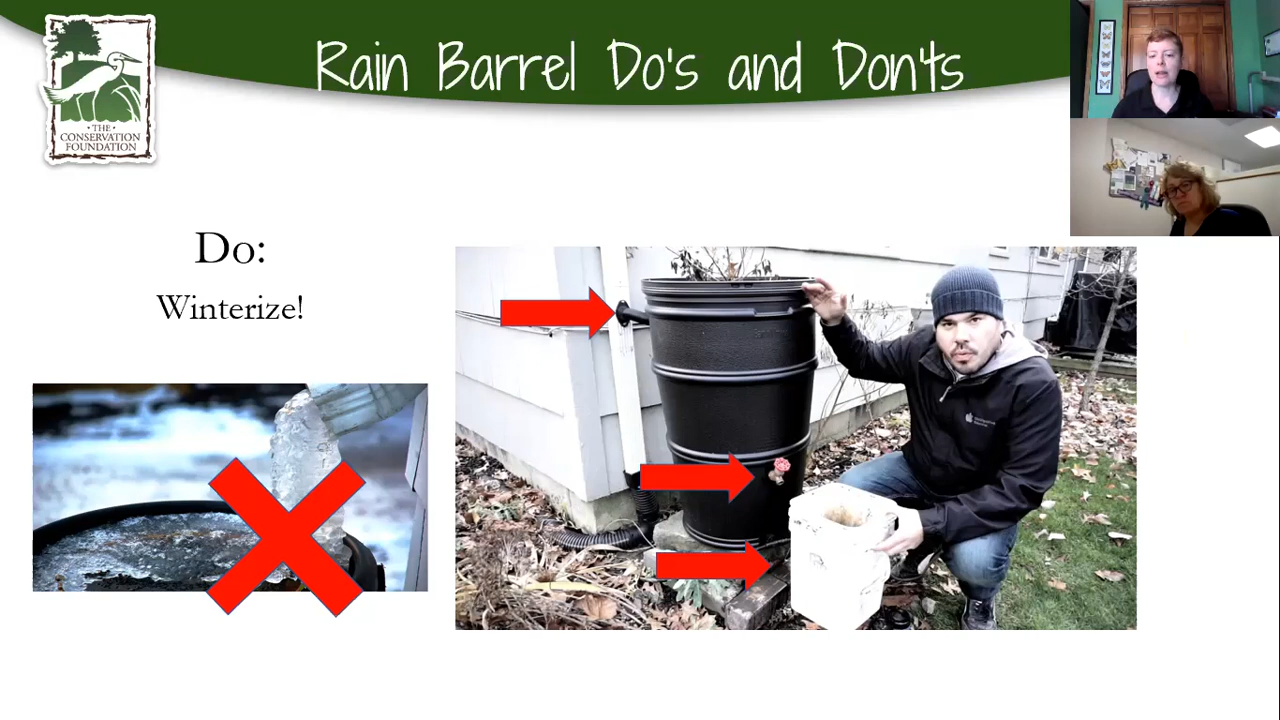 Rain Barrel Do's and Don'ts
THE
CONSERVATION
FOUNDATION
Do:
Winterize!